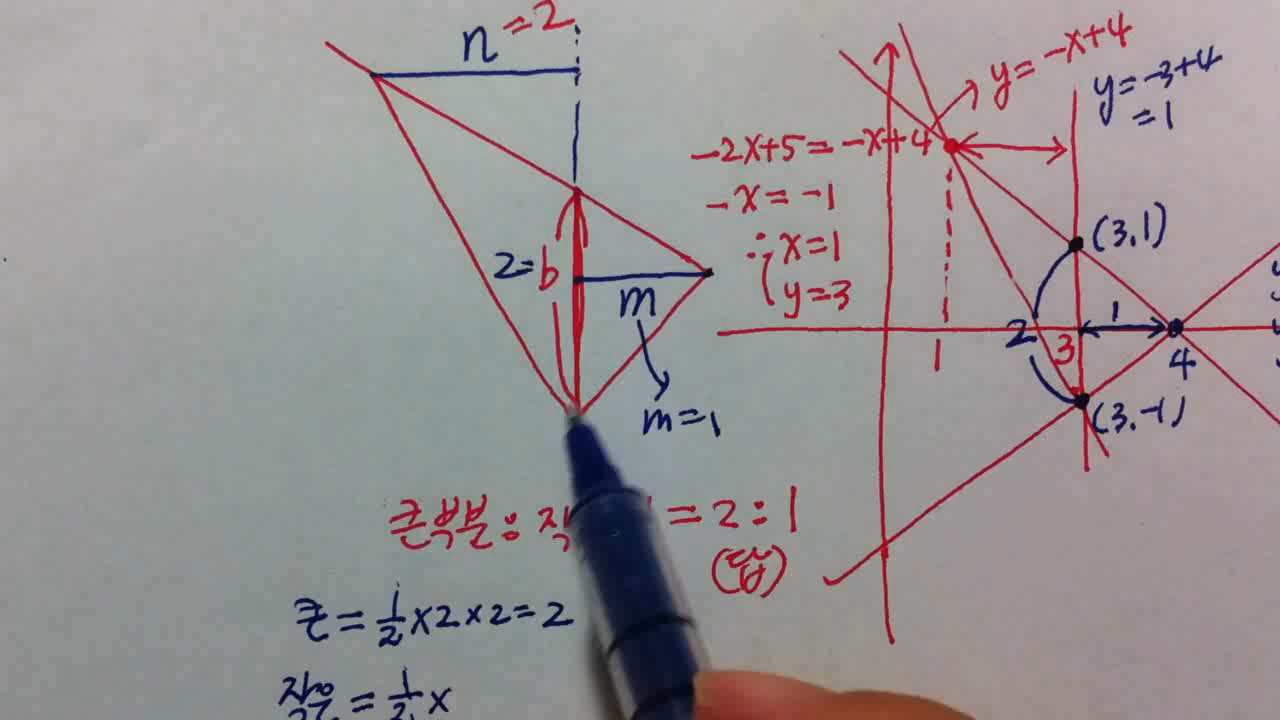 n =2
2=b
m
m=1
큰부분: = 2:1
(답)
큰 = 1/2 x 2 x 2 = 2
작은 = 1/2 x
y=-x+4
y=-3+4
=1
-2x+5=-x+4
-x=-1
∴ x=1
y=3
(3,1)
1
2
3
1
4
(3,-1)